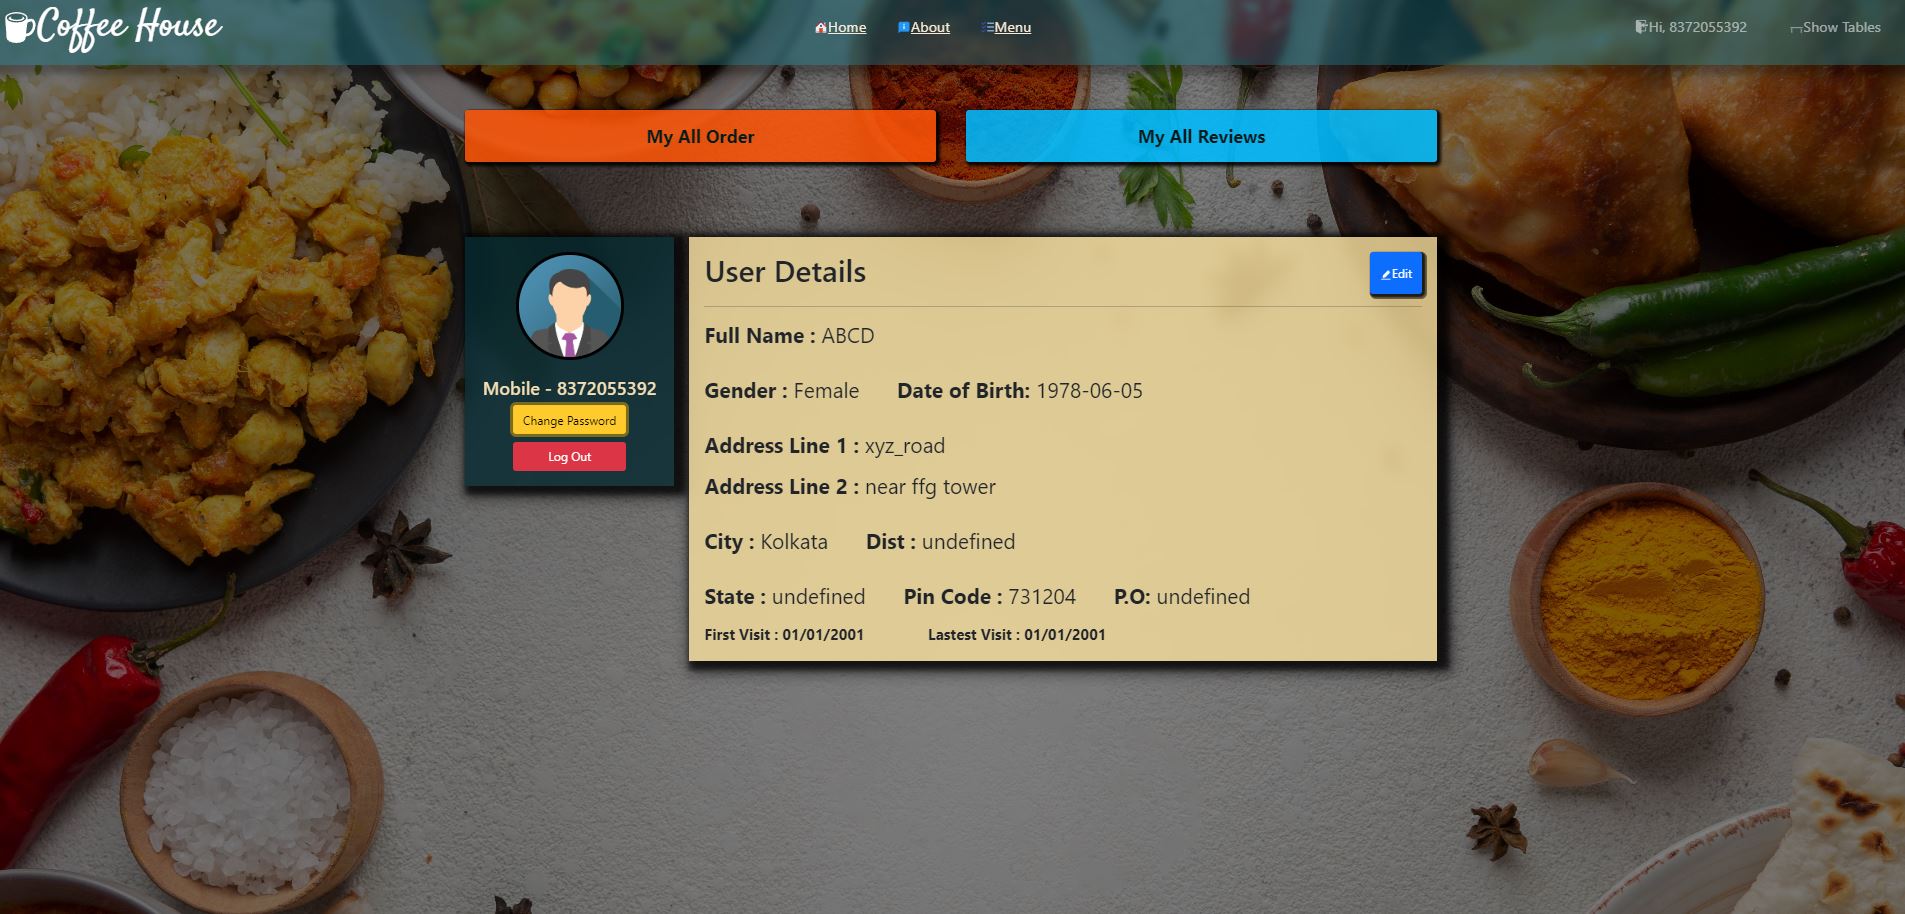 Coffee House
Home About Menu
Hi, 8372055392 Show Tables
My All Order My All Reviews
Mobile - 8372055392
Change Password
Log Out
User Details Edit
Full Name : ABCD
Gender : Female Date of Birth: 1978-06-05
Address Line 1 : xyz_road
Address Line 2 : near ffg tower
City : Kolkata Dist : undefined
State : undefined Pin Code : 731204 P.O: undefined
First Visit : 01/01/2001 Lastest Visit : 01/01/2001